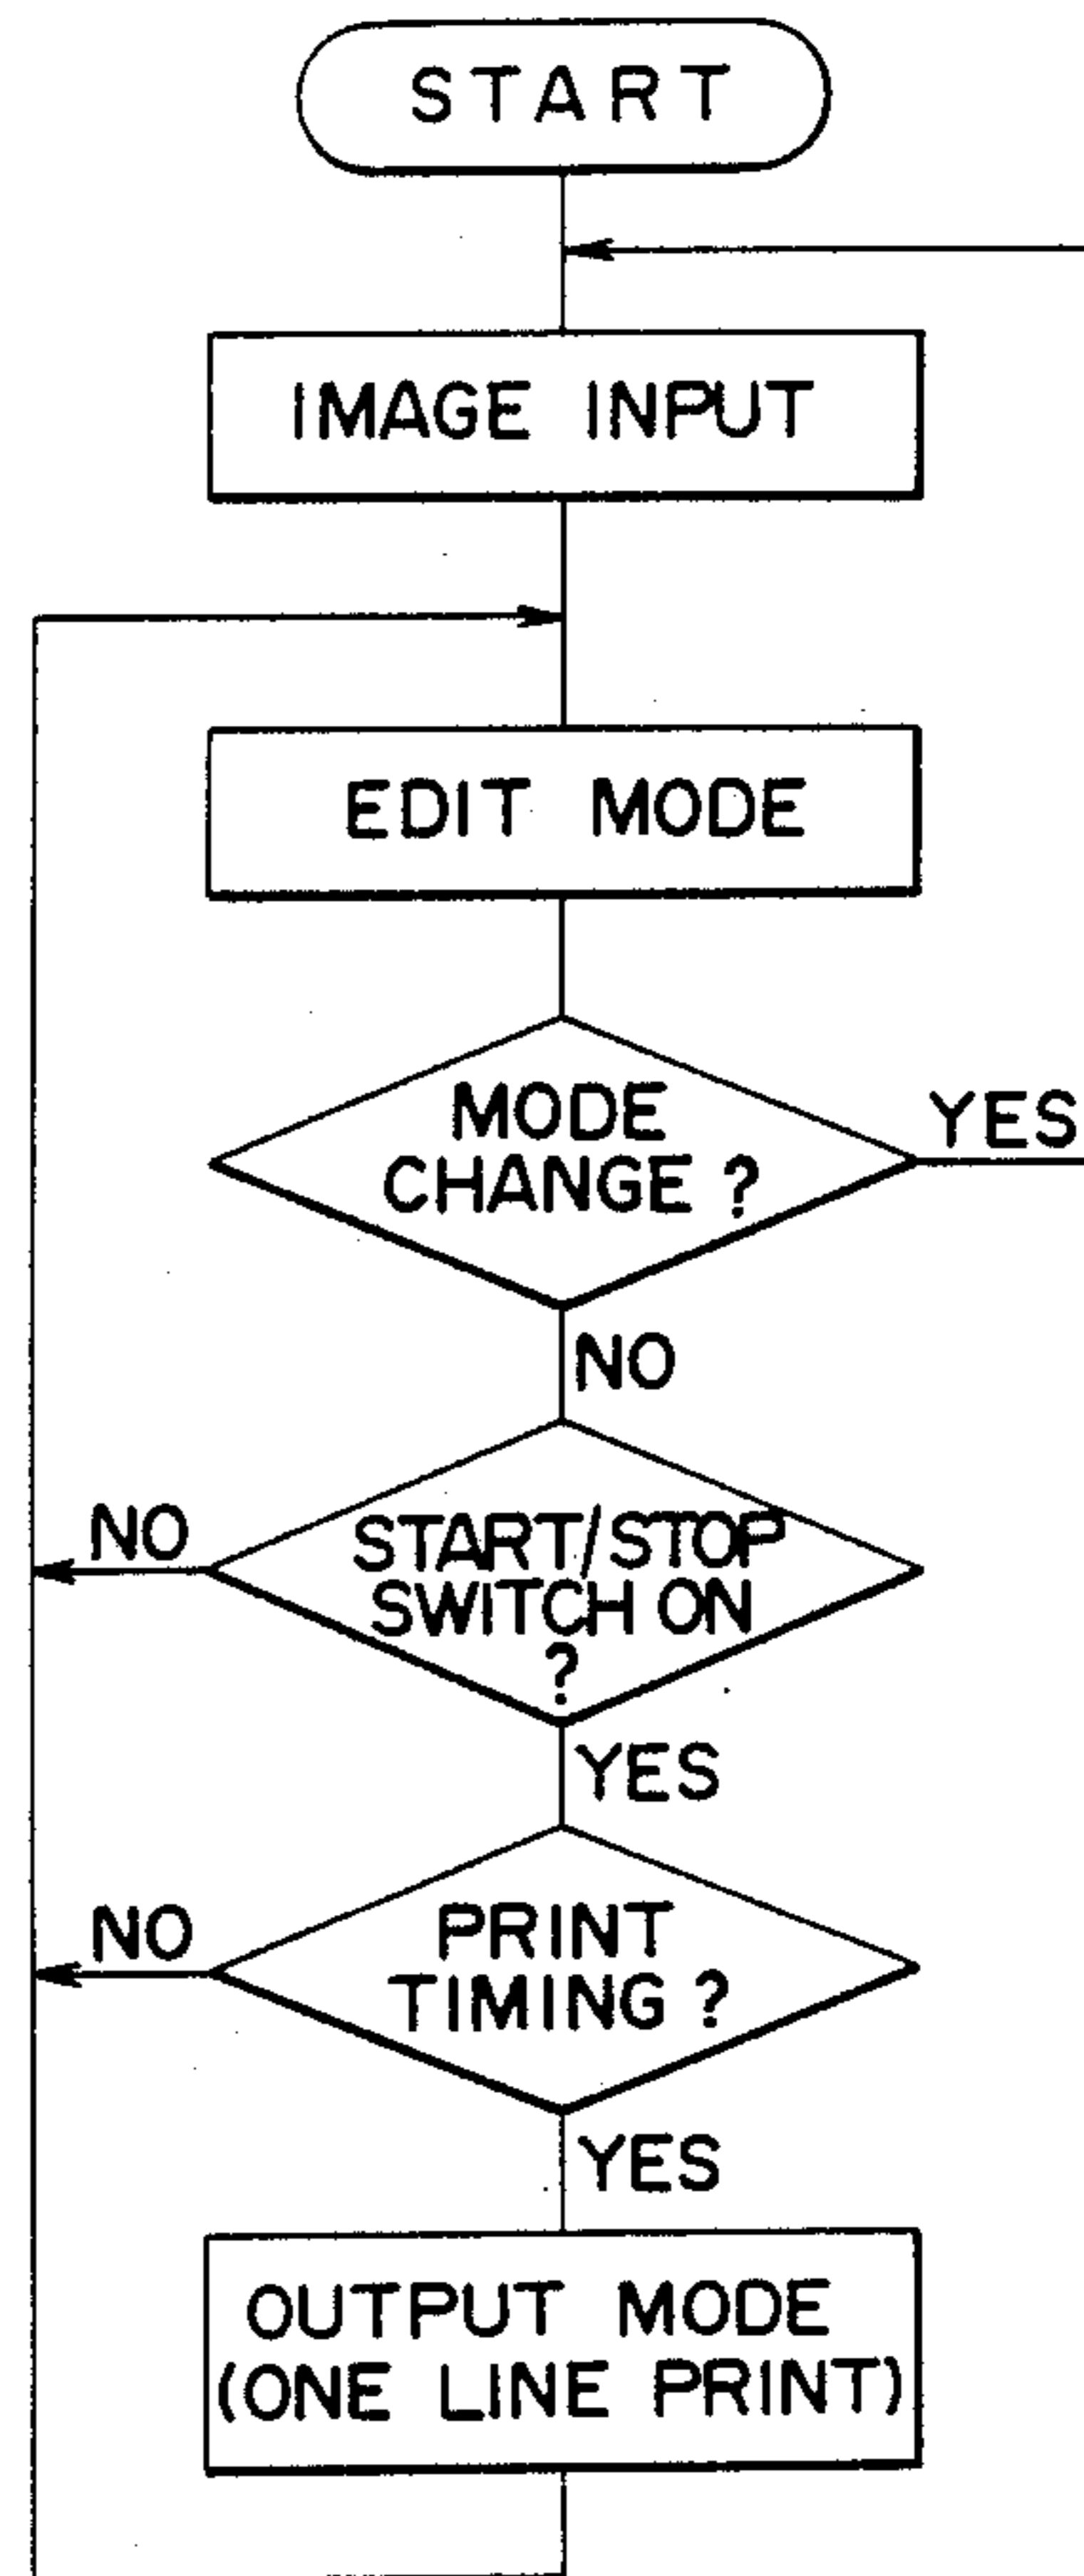 START
IMAGE INPUT
EDIT MODE
MODE
CHANGE ?
YES
NO
START/STOP
SWITCH ON
?
NO
YES
PRINT
TIMING ?
NO
YES
OUTPUT MODE
(ONE LINE PRINT)